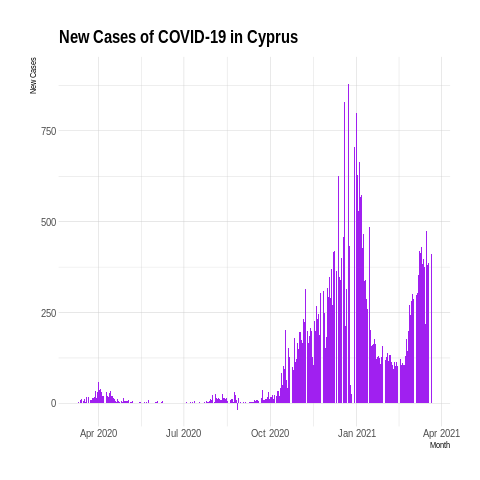 New Cases of COVID-19 in Cyprus
New Cases
750
500
250
0
Apr 2020
Jul 2020
Oct 2020
Jan 2021
Apr 2021
Month